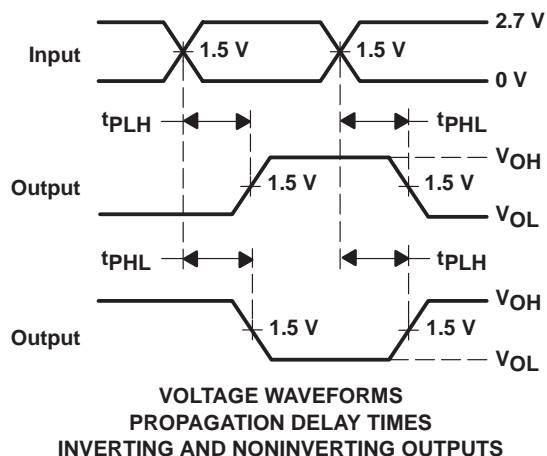 2.7 V
Input
1.5 V 1.5 V
0 V
tPLH tPHL
VOH
Output
1.5 V 1.5 V
VOL
tPHL tPLH
VOH
Output
1.5 V 1.5 V
VOL
VOLTAGE WAVEFORMS
PROPAGATION DELAY TIMES
INVERTING AND NONINVERTING OUTPUTS